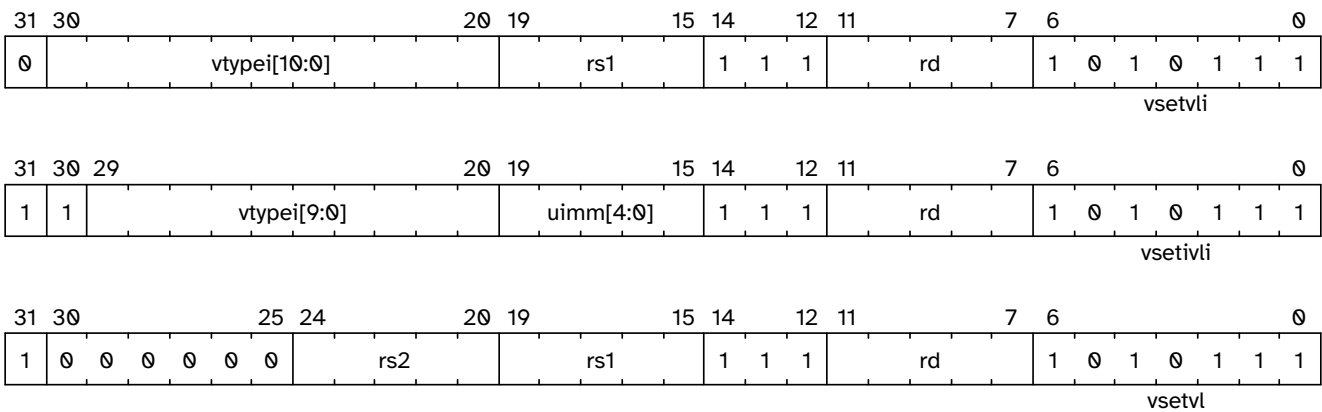 31 30 20 19 15 14 12 11 7 6 0
0 vtypei[10:0] rs1 1 1 1 rd 1 0 1 0 1 1 1
vsetvli
31 30 29 20 19 15 14 12 11 7 6 0
1 1 vtypei[9:0] uimm[4:0] 1 1 1 rd 1 0 1 0 1 1 1
vsetivli
31 30 25 24 20 19 15 14 12 11 7 6 0
1 0 0 0 0 0 0 rs2 rs1 1 1 1 rd 1 0 1 0 1 1 1
vsetvl